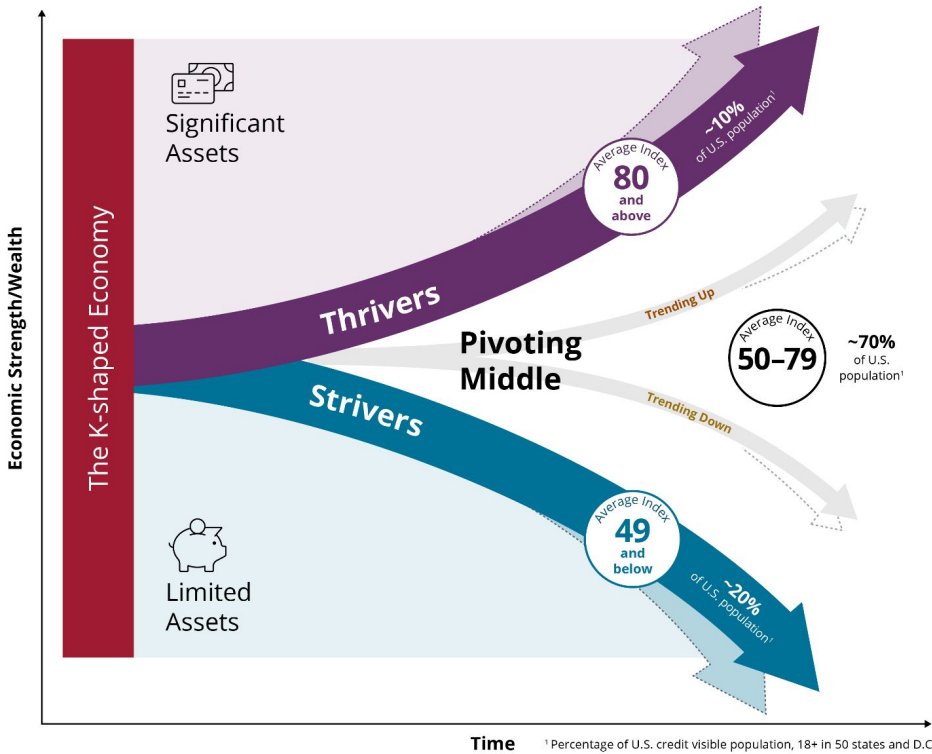 Economic Strength/Wealth
The K-shaped Economy
Significant
Assets
Thrivers
Average Index
80
and
above
~10%
of U.S. population¹
Trending Up
Pivoting
Middle
Average Index
50–79
~70%
of U.S.
population¹
Trending Down
Strivers
Average Index
49
and
below
~20%
of U.S. population¹
Limited
Assets
Time
¹ Percentage of U.S. credit visible population, 18+ in 50 states and D.C